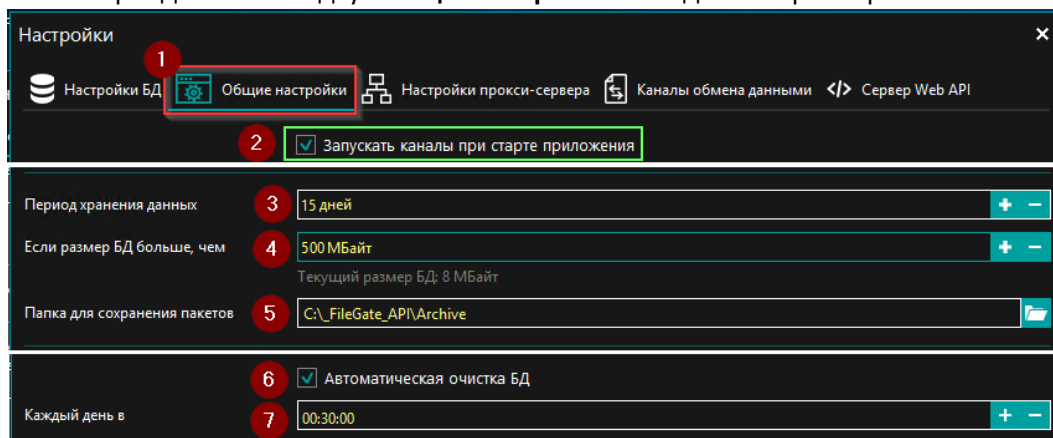 Настройки
1
Настройки БД Общие настройки Настройки прокси-сервера Каналы обмена данными </> Сервер Web API
2 Запускать каналы при старте приложения
Период хранения данных 3 15 дней + −
Если размер БД больше, чем 4 500 МБайт + −
Текущий размер БД: 8 МБайт
Папка для сохранения пакетов 5 C:\_FileGate_API\Archive
6 Автоматическая очистка БД
Каждый день в 7 00:30:00 + −